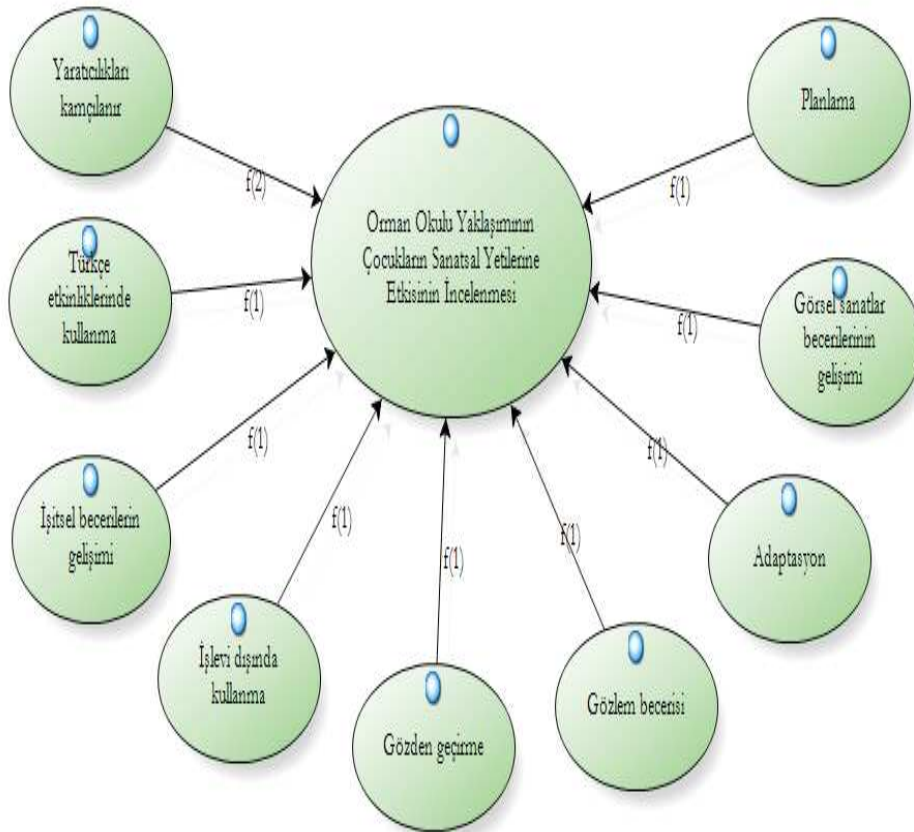 Yaratıcılıkları
kamçılanır
f(2)
Türkçe
etkinliklerinde
kullanma
f(1)
İşitsel becerilerin
gelişimi
f(1)
İşlevi dışında
kullanma
f(1)
Gözden geçirme
f(1)
Gözlem becerisi
f(1)
Adaptasyon
f(1)
Görsel sanatlar
becerilerinin
gelişimi
f(1)
Planlama
f(1)
Orman Okulu Yaklaşımının
Çocukların Sanatsal Yetilerine
Etkisinin İncelenmesi